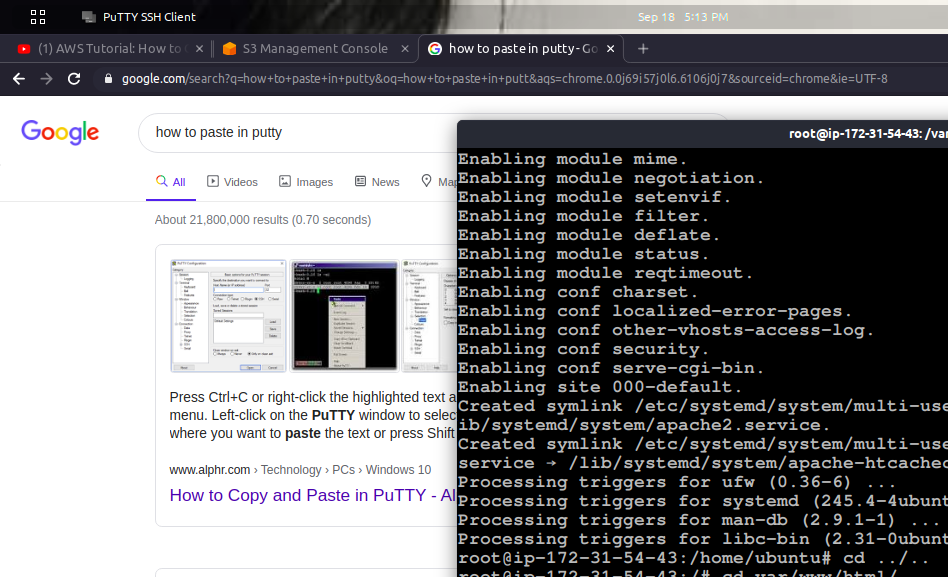 PuTTY SSH Client
Sep 18 5:13 PM
(1) AWS Tutorial: How to
S3 Management Console
how to paste in putty - Go
google.com/search?q=how+to+paste+in+putty&oq=how+to+paste+in+putt&aqs=chrome.0.0j69i57j0l6.6106j0j7&sourceid=chrome&ie=UTF-8
Google
how to paste in putty
All
Videos
Images
News
Map
About 21,800,000 results (0.70 seconds)
Press Ctrl+C or right-click the highlighted text a
menu. Left-click on the PuTTY window to selec
where you want to paste the text or press Shift
www.alphr.com › Technology › PCs › Windows 10
How to Copy and Paste in PuTTY - Al
root@ip-172-31-54-43: /var
Enabling module mime.
Enabling module negotiation.
Enabling module setenvif.
Enabling module filter.
Enabling module deflate.
Enabling module status.
Enabling module reqtimeout.
Enabling conf charset.
Enabling conf localized-error-pages.
Enabling conf other-vhosts-access-log.
Enabling conf security.
Enabling conf serve-cgi-bin.
Enabling site 000-default.
Created symlink /etc/systemd/system/multi-use
ib/systemd/system/apache2.service.
Created symlink /etc/systemd/system/multi-use
service → /lib/systemd/system/apache-htcache
Processing triggers for ufw (0.36-6) ...
Processing triggers for systemd (245.4-4ubunt
Processing triggers for man-db (2.9.1-1) ...
Processing triggers for libc-bin (2.31-0ubunt
root@ip-172-31-54-43:/home/ubuntu# cd ../..
root@ip-172-31-54-43:/# cd var/www/html/